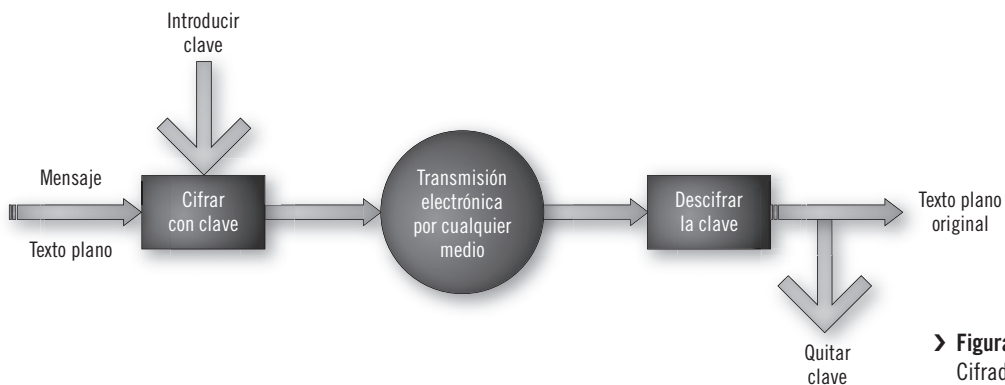 Introducir
clave
Mensaje
Texto plano
Cifrar
con clave
Transmisión
electrónica
por cualquier
medio
Descifrar
la clave
Texto plano
original
Quitar
clave
› Figura
Cifrad